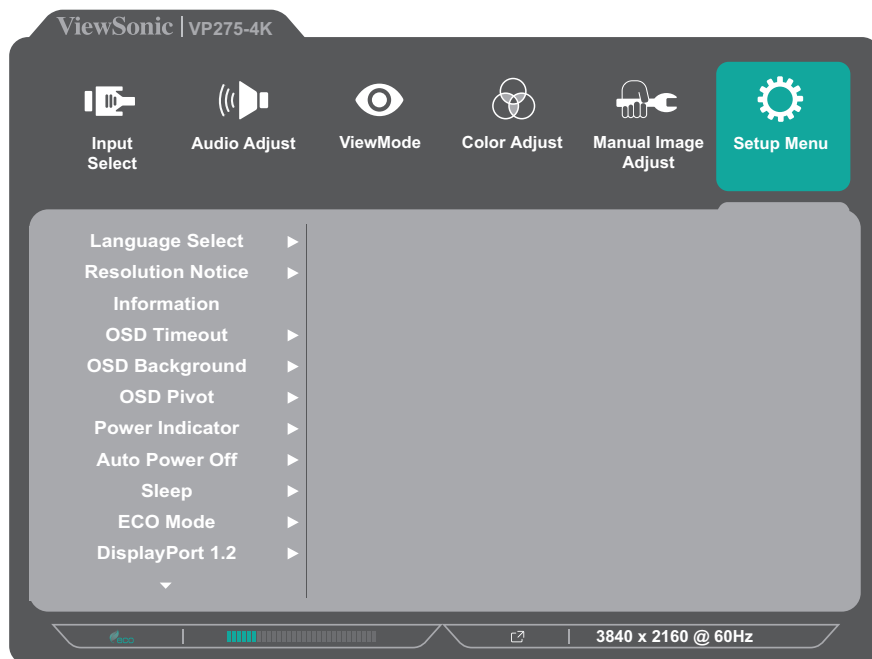 ViewSonic | VP275-4K
Input Select
Audio Adjust
ViewMode
Color Adjust
Manual Image Adjust
Setup Menu
Language Select
Resolution Notice
Information
OSD Timeout
OSD Background
OSD Pivot
Power Indicator
Auto Power Off
Sleep
ECO Mode
DisplayPort 1.2
eco
3840 x 2160 @ 60Hz